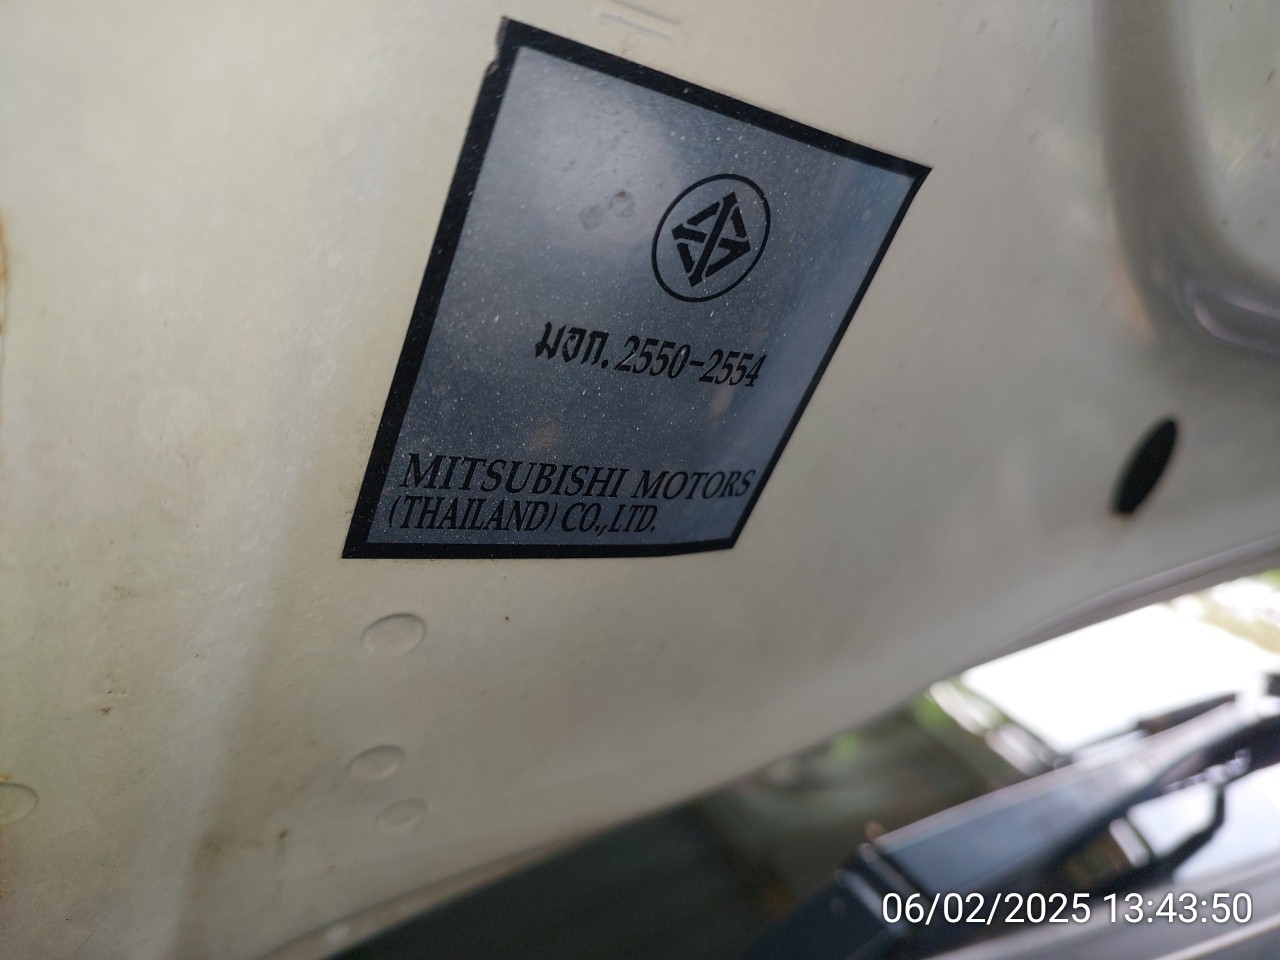 มอก. 2550-2554
MITSUBISHI MOTORS
(THAILAND) CO.,LTD.
06/02/2025 13:43:50